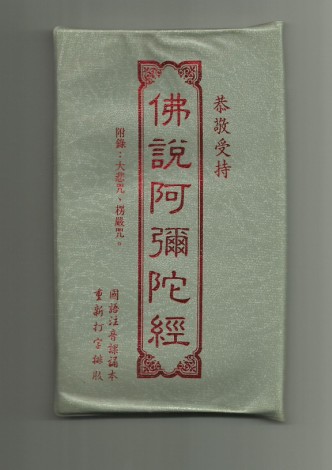 恭敬受持
佛說阿彌陀經
附錄：大悲咒、楞嚴咒。
國語注音課誦本
重新打字排版